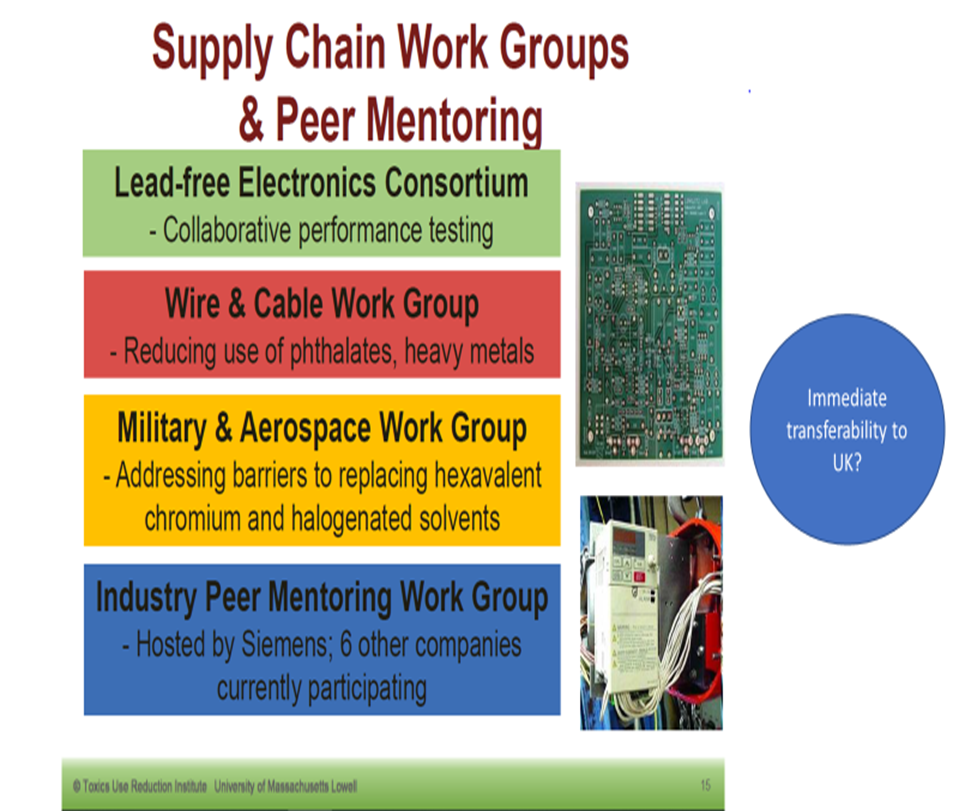 Supply Chain Work Groups
& Peer Mentoring
Lead-free Electronics Consortium
- Collaborative performance testing
Wire & Cable Work Group
- Reducing use of phthalates, heavy metals
Military & Aerospace Work Group
- Addressing barriers to replacing hexavalent
chromium and halogenated solvents
Industry Peer Mentoring Work Group
- Hosted by Siemens; 6 other companies
currently participating
Immediate
transferability to
UK?
© Toxics Use Reduction Institute University of Massachusetts Lowell
15